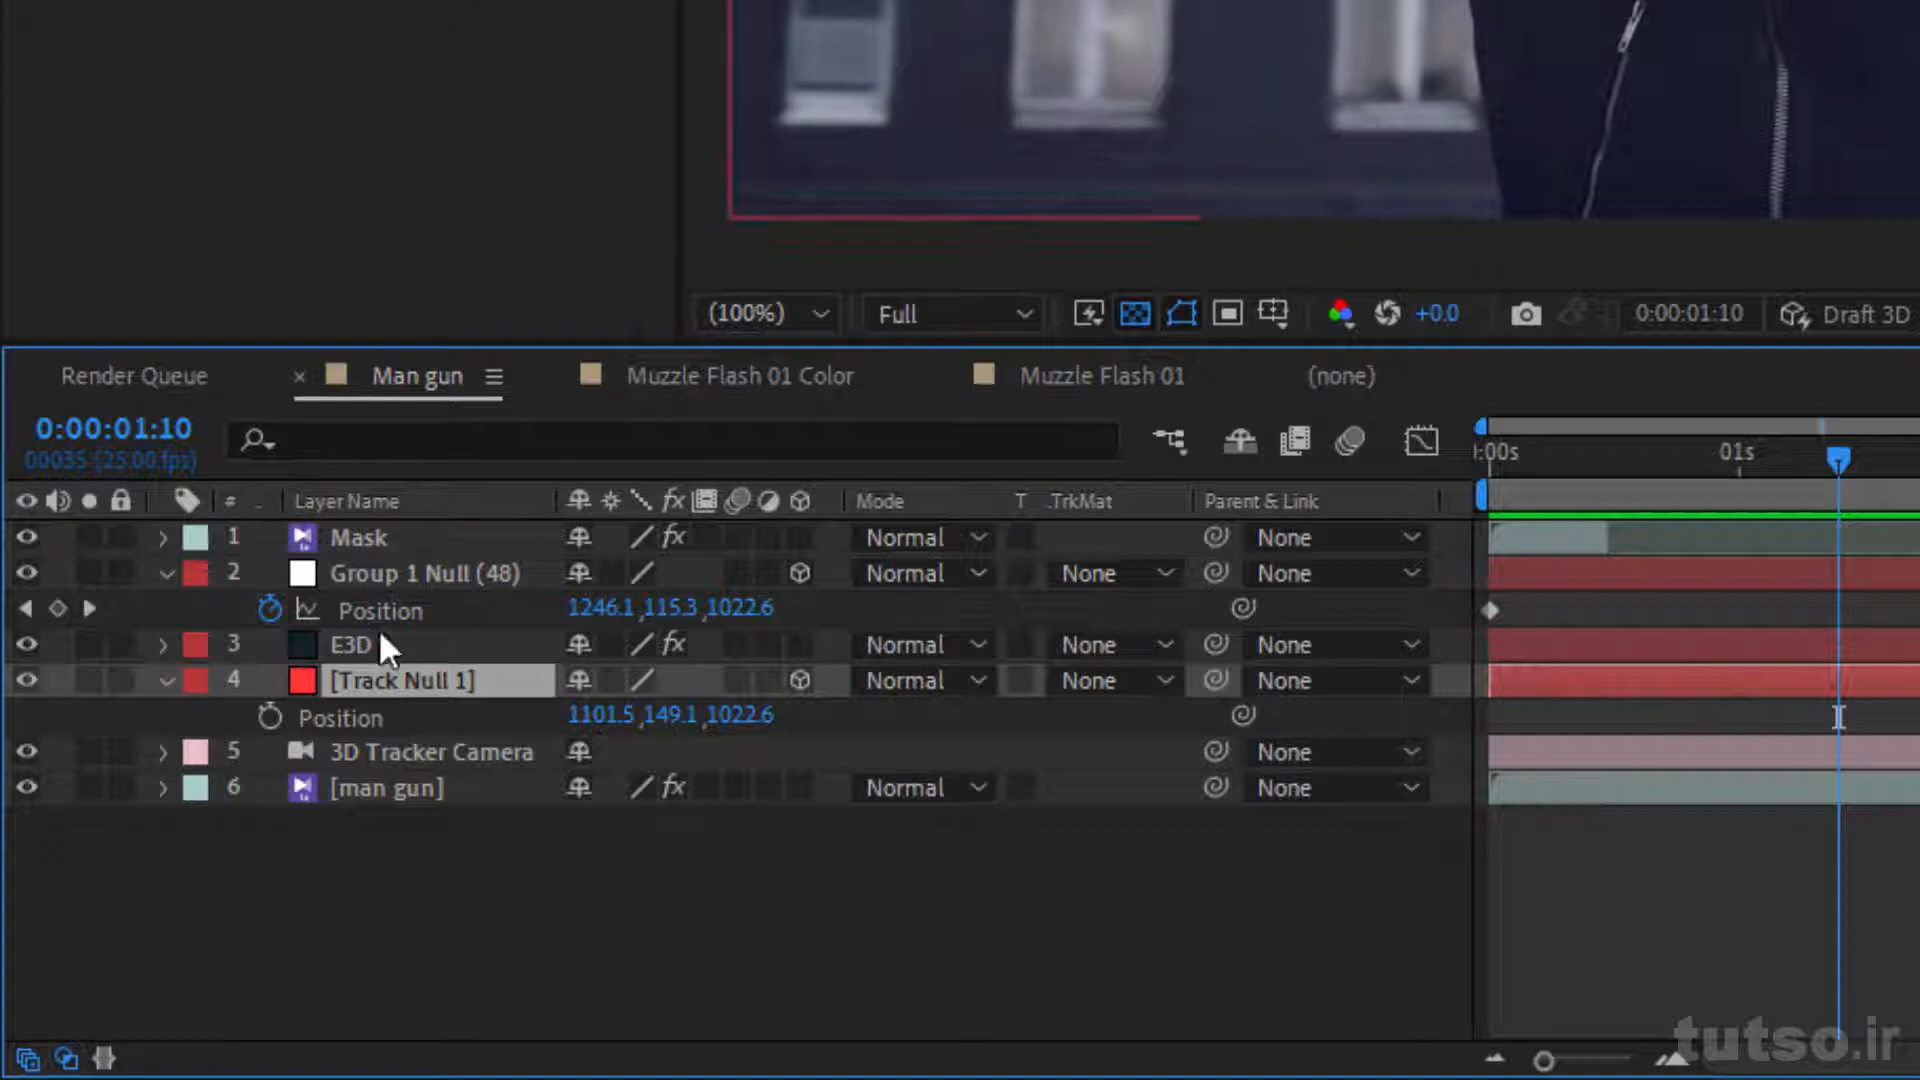 (100%) Full +0.0 0:00:01:10 Draft 3D
Render Queue × Man gun Muzzle Flash 01 Color Muzzle Flash 01 (none)
0:00:01:10
00035 (25.00 fps)
:00s 01s
# . Layer Name fx Mode T .TrkMat Parent & Link
1 Mask fx Normal None
2 Group 1 Null (48) Normal None None
Position 1246.1,115.3,1022.6
3 E3D fx Normal None None
4 [Track Null 1] Normal None None
Position 1101.5,149.1,1022.6
5 3D Tracker Camera None
6 [man gun] fx Normal None
tutso.ir